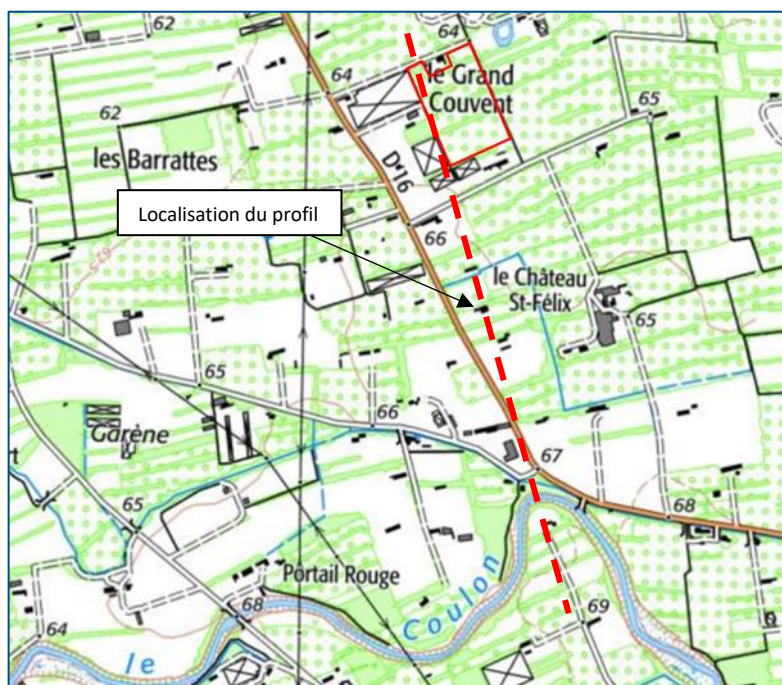 62
64
64
le Grand
Couvent
62
65
les Barrattes
D 16
Localisation du profil
66
le Château
St-Félix
65
65
66
Garène
67
65
68
Portail Rouge
68
Coulon
69
64
le